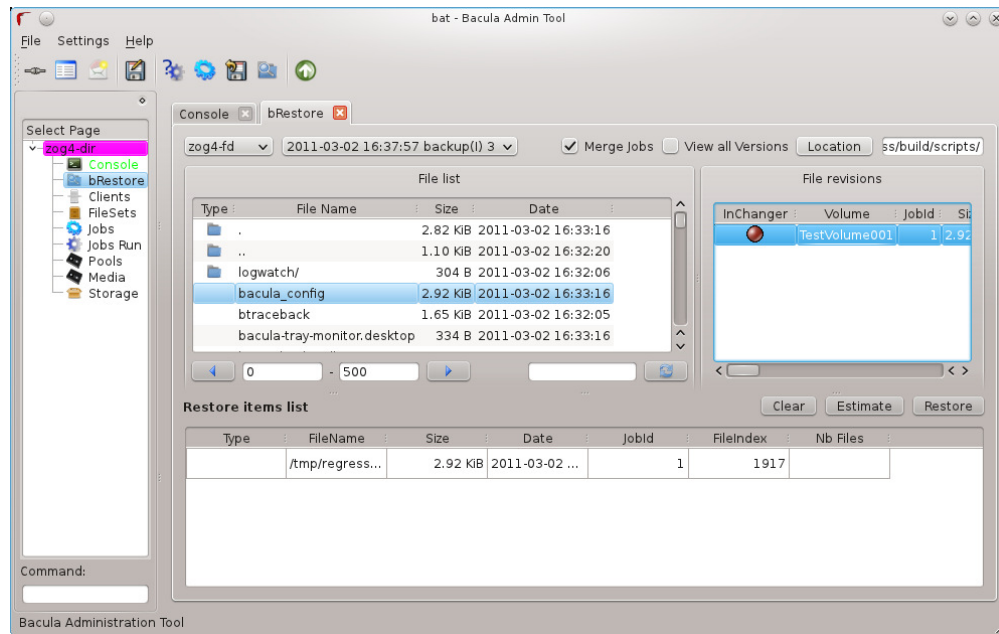 bat - Bacula Admin Tool
File Settings Help
Select Page
zog4-dir
Console
bRestore
Clients
FileSets
Jobs
Jobs Run
Pools
Media
Storage
Command:
Console bRestore
zog4-fd 2011-03-02 16:37:57 backup(I) 3 Merge Jobs View all Versions Location ss/build/scripts/
File list
Type File Name Size Date
. 2.82 KiB 2011-03-02 16:33:16
.. 1.10 KiB 2011-03-02 16:32:20
logwatch/ 304 B 2011-03-02 16:32:06
bacula_config 2.92 KiB 2011-03-02 16:33:16
btraceback 1.65 KiB 2011-03-02 16:32:05
bacula-tray-monitor.desktop 334 B 2011-03-02 16:33:16
0 - 500
File revisions
InChanger Volume JobId Si
TestVolume001 1 2.92
Restore items list Clear Estimate Restore
Type FileName Size Date JobId FileIndex Nb Files
/tmp/regress... 2.92 KiB 2011-03-02 ... 1 1917
Bacula Administration Tool